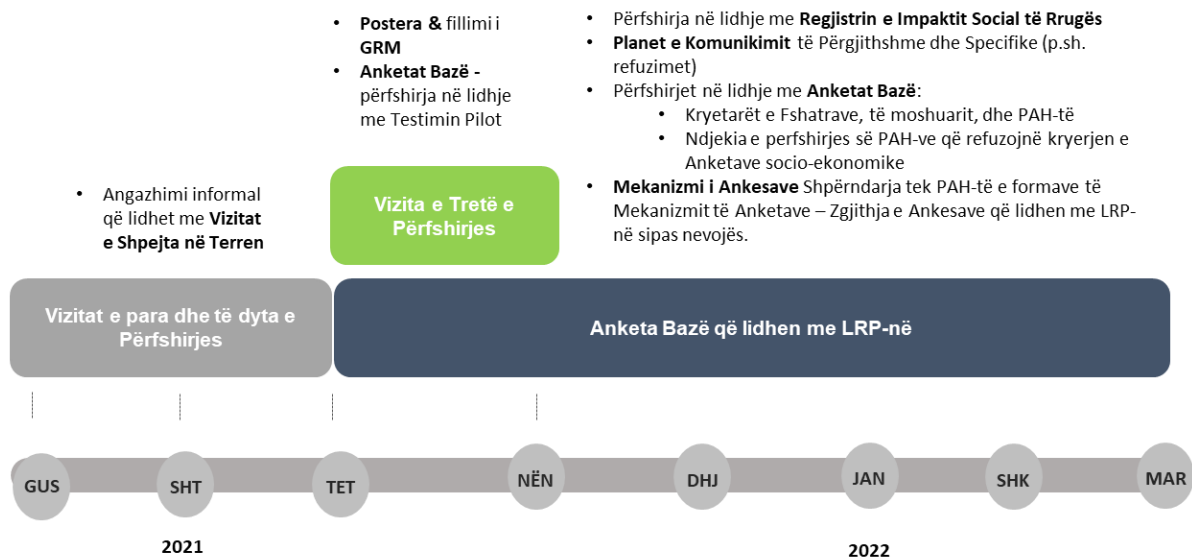 • Postera & fillimi i
GRM
• Anketat Bazë -
përfshirja në lidhje
me Testimin Pilot
• Përfshirja në lidhje me Regjistrin e Impaktit Social të Rrugës
• Planet e Komunikimit të Përgjithshme dhe Specifike (p.sh.
refuzimet)
• Përfshirjet në lidhje me Anketat Bazë:
• Kryetarët e Fshatrave, të moshuarit, dhe PAH-të
• Ndjekia e perfshirjes së PAH-ve që refuzojnë kryerjen e
Anketave socio-ekonomike
• Mekanizmi i Ankesave Shpërndarja tek PAH-të e formave të
Mekanizmit të Anketave – Zgjithja e Ankesave që lidhen me LRP-
në sipas nevojës.
• Angazhimi informal
që lidhet me Vizitat
e Shpejta në Terren
Vizita e Tretë e
Përfshirjes
Vizitat e para dhe të dyta e
Përfshirjes
Anketa Bazë që lidhen me LRP-në
GUS
SHT
TET
NËN
DHJ
JAN
SHK
MAR
2021
2022